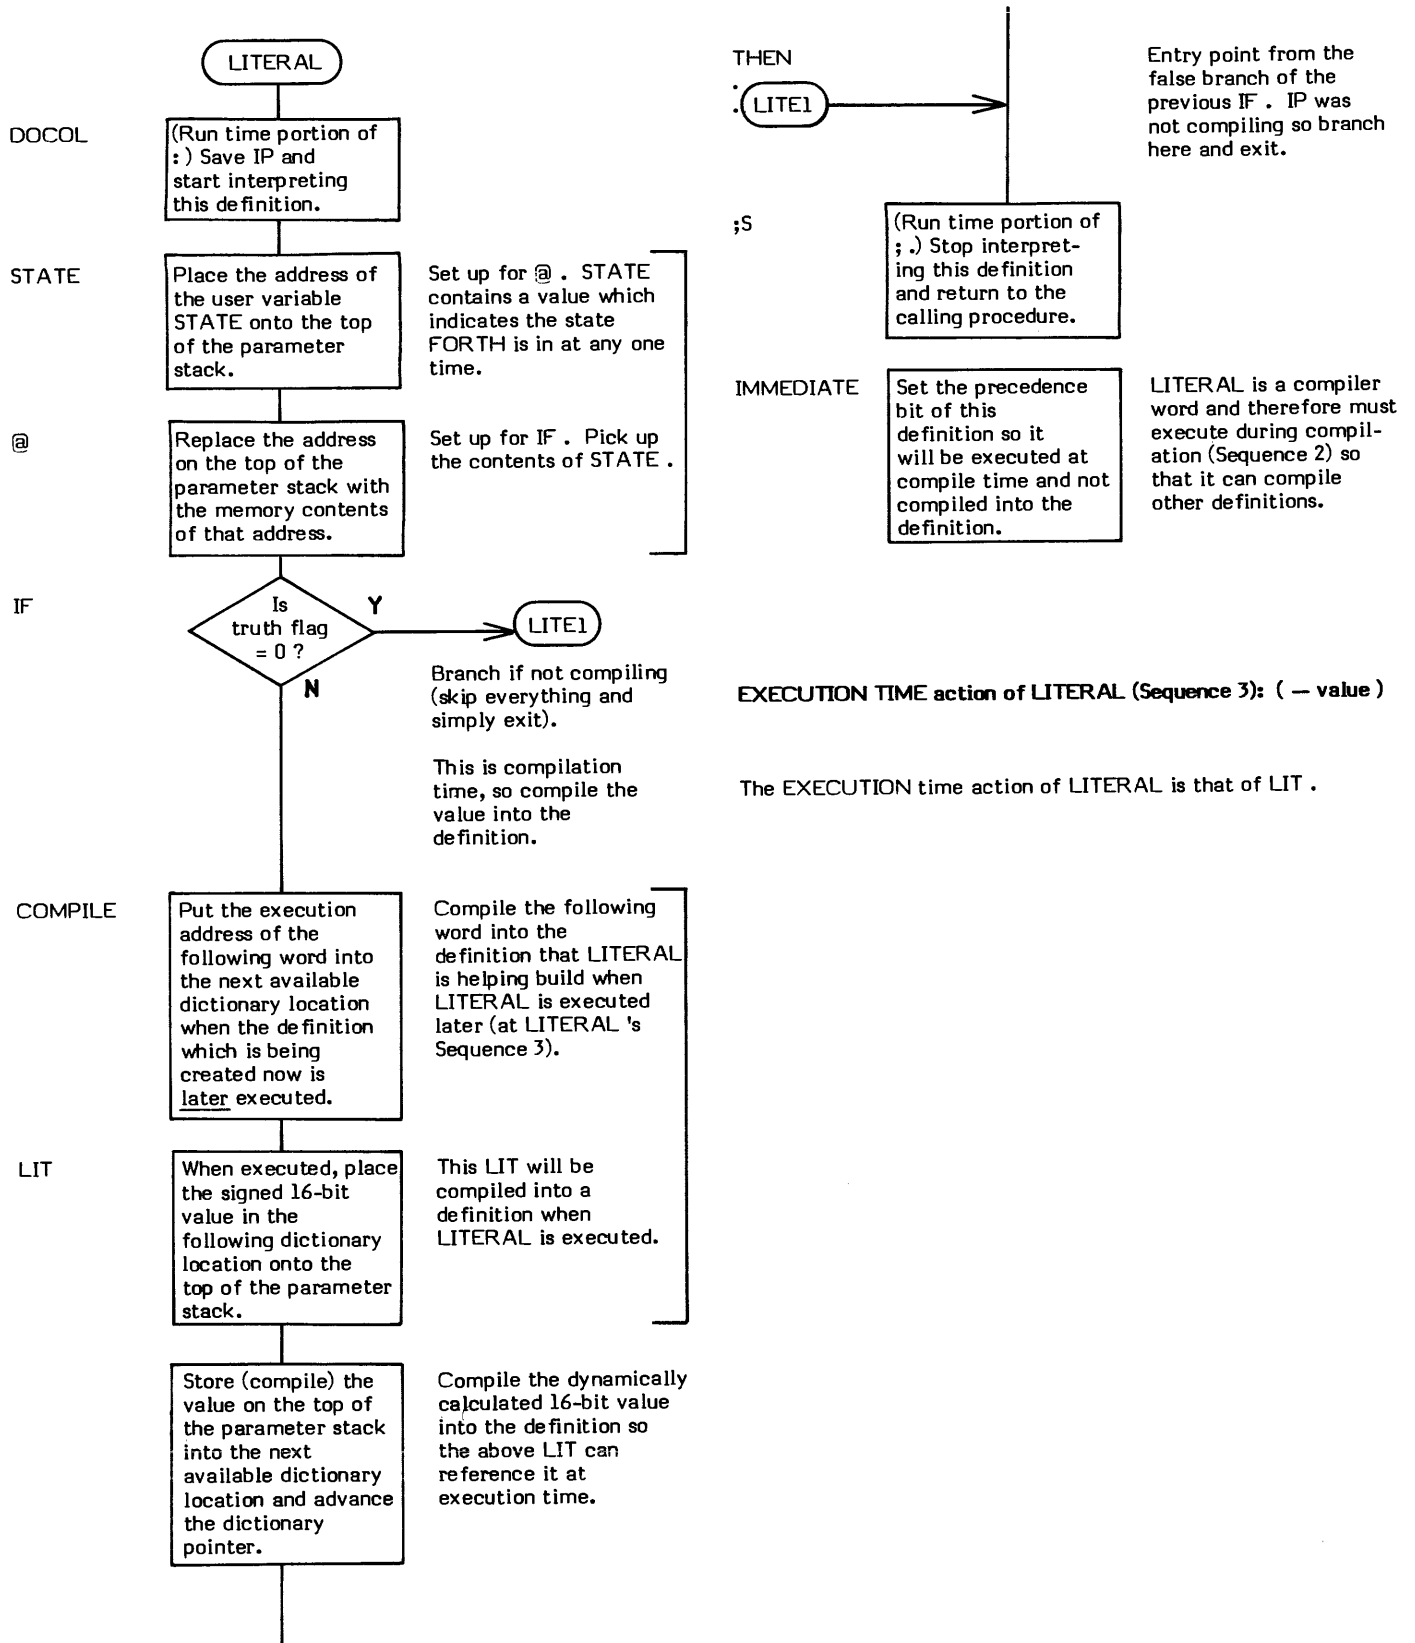 LITERAL
DOCOL
(Run time portion of
: ) Save IP and
start interpreting
this definition.
STATE
Place the address of
the user variable
STATE onto the top
of the parameter
stack.
Set up for @ . STATE
contains a value which
indicates the state
FORTH is in at any one
time.
@
Replace the address
on the top of the
parameter stack with
the memory contents
of that address.
Set up for IF . Pick up
the contents of STATE .
IF
Is
truth flag
= 0 ?
Y
LITE1
N
Branch if not compiling
(skip everything and
simply exit).
This is compilation
time, so compile the
value into the
definition.
COMPILE
Put the execution
address of the
following word into
the next available
dictionary location
when the definition
which is being
created now is
later executed.
Compile the following
word into the
definition that LITERAL
is helping build when
LITERAL is executed
later (at LITERAL 's
Sequence 3).
LIT
When executed, place
the signed 16-bit
value in the
following dictionary
location onto the
top of the parameter
stack.
This LIT will be
compiled into a
definition when
LITERAL is executed.
Store (compile) the
value on the top of
the parameter stack
into the next
available dictionary
location and advance
the dictionary
pointer.
Compile the dynamically
calculated 16-bit value
into the definition so
the above LIT can
reference it at
execution time.
THEN
:
LITE1
Entry point from the
false branch of the
previous IF . IP was
not compiling so branch
here and exit.
;S
(Run time portion of
; .) Stop interpret-
ing this definition
and return to the
calling procedure.
IMMEDIATE
Set the precedence
bit of this
definition so it
will be executed at
compile time and not
compiled into the
definition.
LITERAL is a compiler
word and therefore must
execute during compil-
ation (Sequence 2) so
that it can compile
other definitions.
EXECUTION TIME action of LITERAL (Sequence 3): ( — value )
The EXECUTION time action of LITERAL is that of LIT .